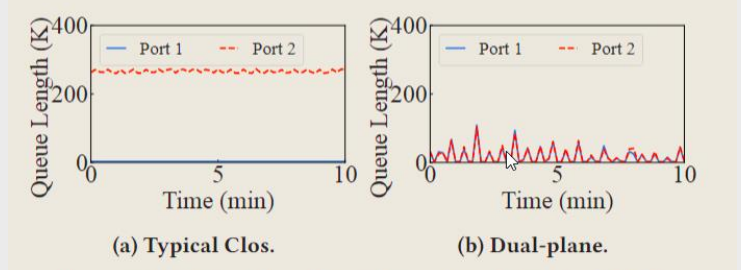 Queue Length (K)
400
200
0
Port 1
Port 2
0
5
10
Time (min)
(a) Typical Clos.
Queue Length (K)
400
200
0
Port 1
Port 2
0
5
10
Time (min)
(b) Dual-plane.